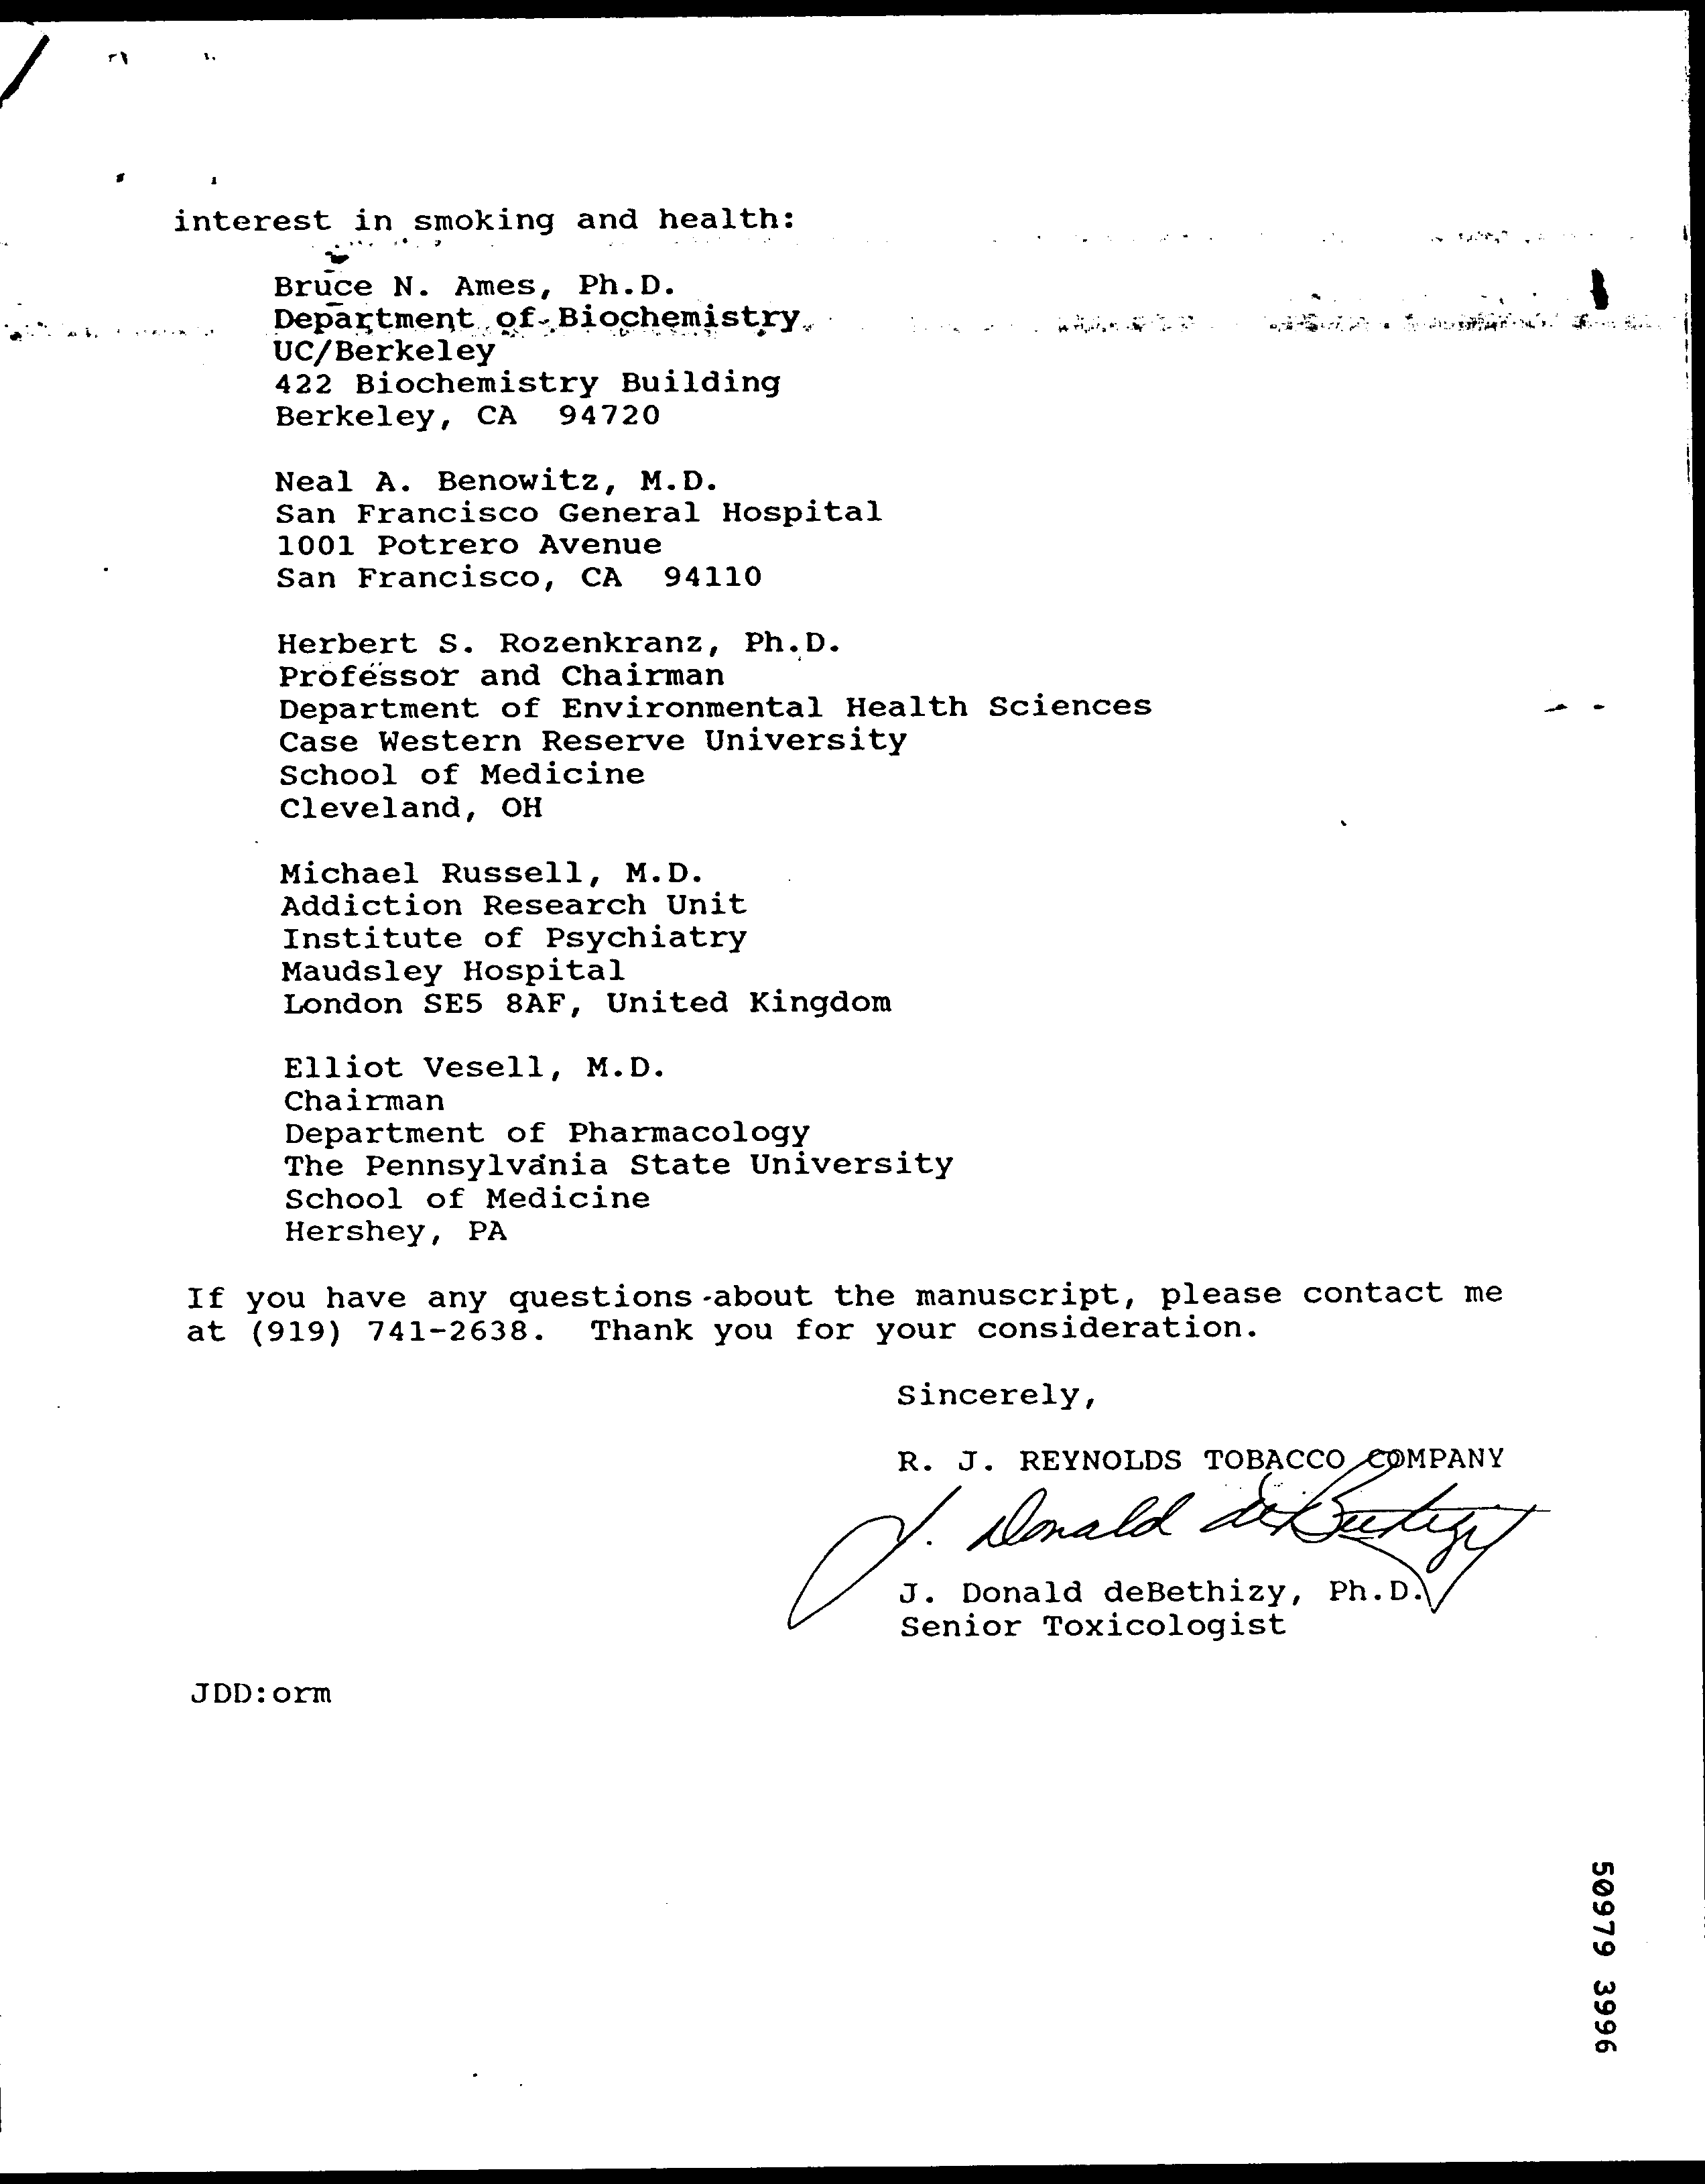 interest in smoking and health:
Bruce N. Ames, Ph.D.
Department of Biochemistry
UC/Berkeley
422 Biochemistry Building
Berkeley, CA 94720
Neal A. Benowitz, M.D.
San Francisco General Hospital
1001 Potrero Avenue
San Francisco, CA 94110
Herbert S. Rozenkranz, Ph.D.
Professor and Chairman
Department of Environmental Health Sciences
Case Western Reserve University
School of Medicine
Cleveland, OH
Michael Russell, M.D.
Addiction Research Unit
Institute of Psychiatry
Maudsley Hospital
London SE5 8AF, United Kingdom
Elliot Vesell, M.D.
Chairman
Department of Pharmacology
The Pennsylvania State University
School of Medicine
Hershey, PA
If you have any questions about the manuscript, please contact me
at (919) 741-2638. Thank you for your consideration.
Sincerely,
R. J. REYNOLDS TOBACCO COMPANY
J. Donald deBethizy
J. Donald deBethizy, Ph.D.
Senior Toxicologist
JDD:orm
50979 3996